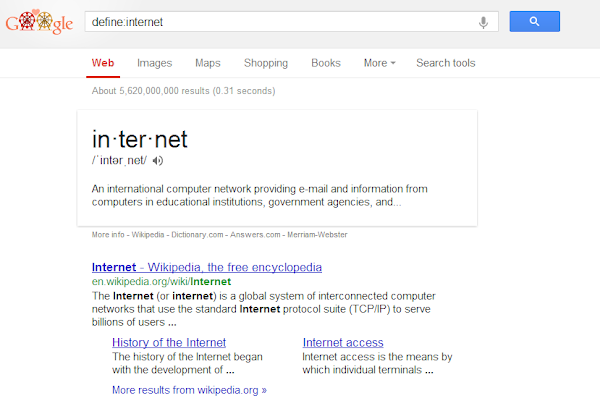 Google
define:internet
Web Images Maps Shopping Books More Search tools
About 5,620,000,000 results (0.31 seconds)
in·ter·net
/ˈintərˌnet/
An international computer network providing e-mail and information from
computers in educational institutions, government agencies, and...
More info - Wikipedia - Dictionary.com - Answers.com - Merriam-Webster
Internet - Wikipedia, the free encyclopedia
en.wikipedia.org/wiki/Internet
The Internet (or internet) is a global system of interconnected computer
networks that use the standard Internet protocol suite (TCP/IP) to serve
billions of users ...
History of the Internet
The history of the Internet began
with the development of ...
Internet access
Internet access is the means by
which individual terminals ...
More results from wikipedia.org »